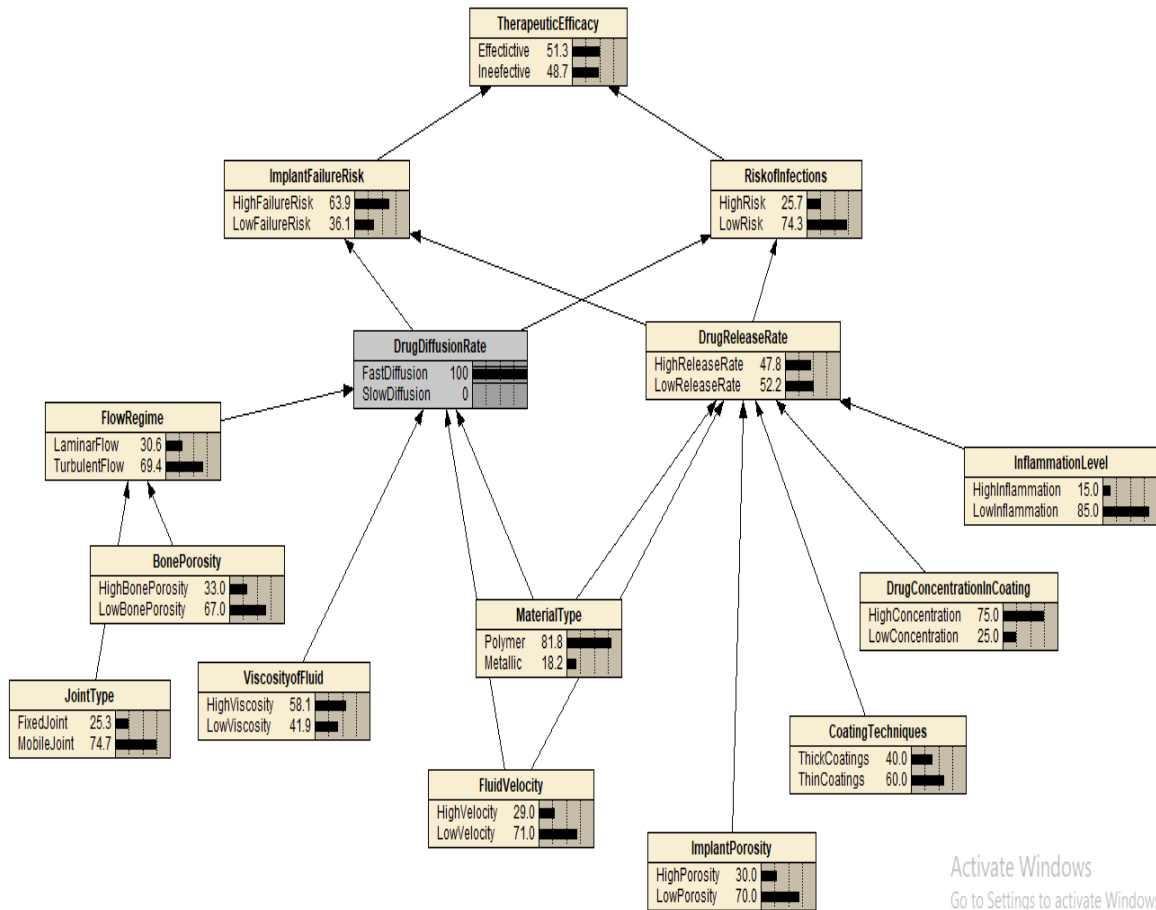 TherapeuticEfficacy
Effectictive 51.3
Ineefective 48.7
ImplantFailureRisk
HighFailureRisk 63.9
LowFailureRisk 36.1
RiskofInfections
HighRisk 25.7
LowRisk 74.3
DrugDiffusionRate
FastDiffusion 100
SlowDiffusion 0
DrugReleaseRate
HighReleaseRate 47.8
LowReleaseRate 52.2
FlowRegime
LaminarFlow 30.6
TurbulentFlow 69.4
InflammationLevel
HighInflammation 15.0
LowInflammation 85.0
BonePorosity
HighBonePorosity 33.0
LowBonePorosity 67.0
DrugConcentrationInCoating
HighConcentration 75.0
LowConcentration 25.0
MaterialType
Polymer 81.8
Metallic 18.2
ViscosityofFluid
HighViscosity 58.1
LowViscosity 41.9
JointType
FixedJoint 25.3
MobileJoint 74.7
CoatingTechniques
ThickCoatings 40.0
ThinCoatings 60.0
FluidVelocity
HighVelocity 29.0
LowVelocity 71.0
ImplantPorosity
HighPorosity 30.0
LowPorosity 70.0
Activate Windows
Go to Settings to activate Windows